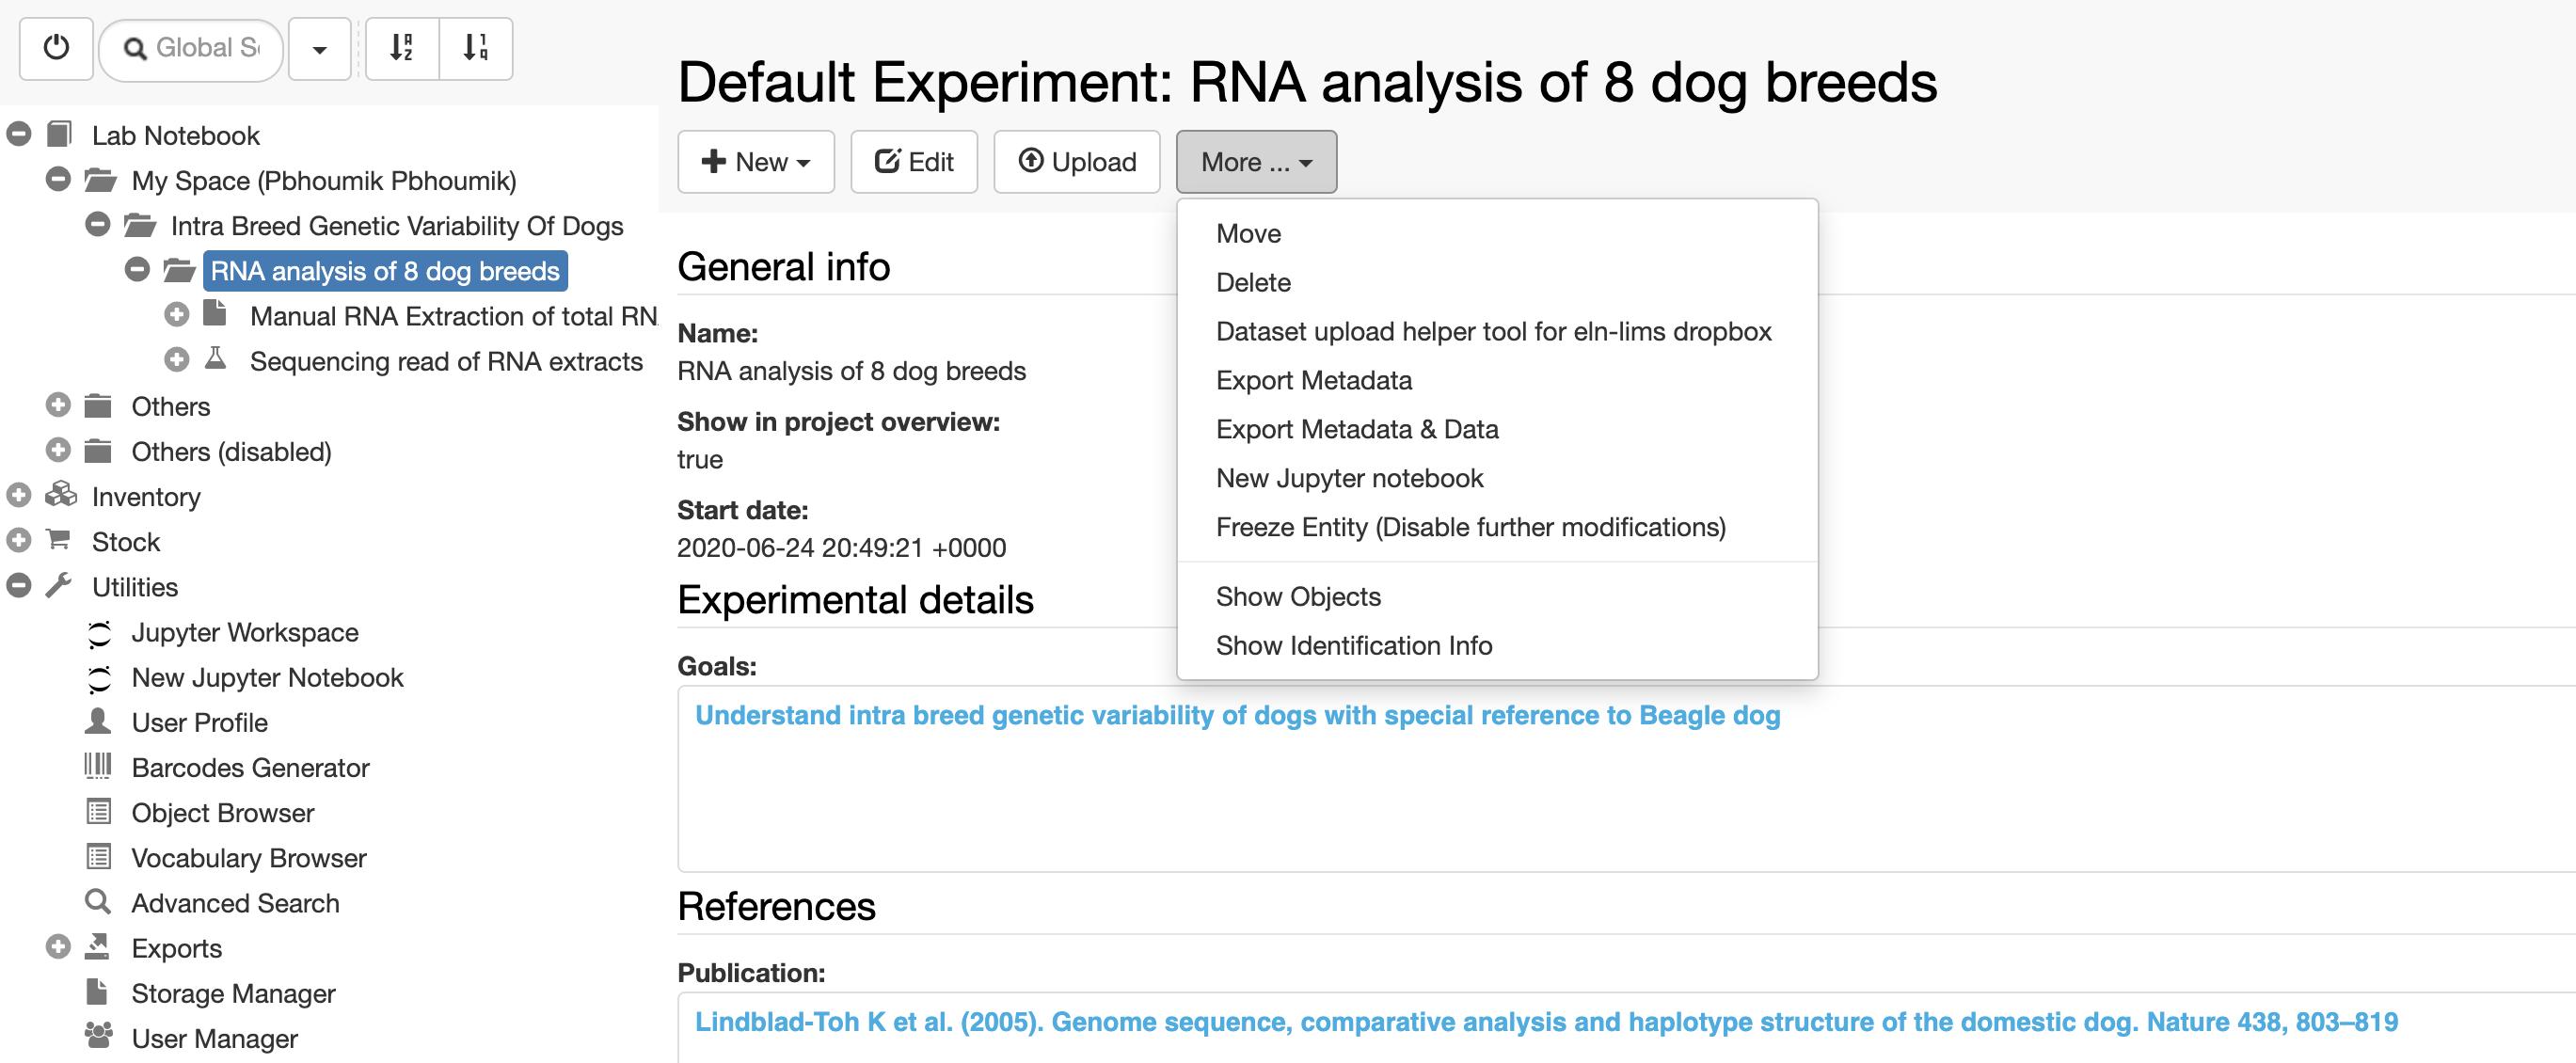 Global S
Default Experiment: RNA analysis of 8 dog breeds
New
Edit
Upload
More ...
Lab Notebook
My Space (Pbhoumik Pbhoumik)
Intra Breed Genetic Variability Of Dogs
RNA analysis of 8 dog breeds
Manual RNA Extraction of total RN
Sequencing read of RNA extracts
Others
Others (disabled)
Inventory
Stock
Utilities
Jupyter Workspace
New Jupyter Notebook
User Profile
Barcodes Generator
Object Browser
Vocabulary Browser
Advanced Search
Exports
Storage Manager
User Manager
Move
Delete
Dataset upload helper tool for eln-lims dropbox
Export Metadata
Export Metadata & Data
New Jupyter notebook
Freeze Entity (Disable further modifications)
Show Objects
Show Identification Info
General info
Name:
RNA analysis of 8 dog breeds
Show in project overview:
true
Start date:
2020-06-24 20:49:21 +0000
Experimental details
Goals:
Understand intra breed genetic variability of dogs with special reference to Beagle dog
References
Publication:
Lindblad-Toh K et al. (2005). Genome sequence, comparative analysis and haplotype structure of the domestic dog. Nature 438, 803–819